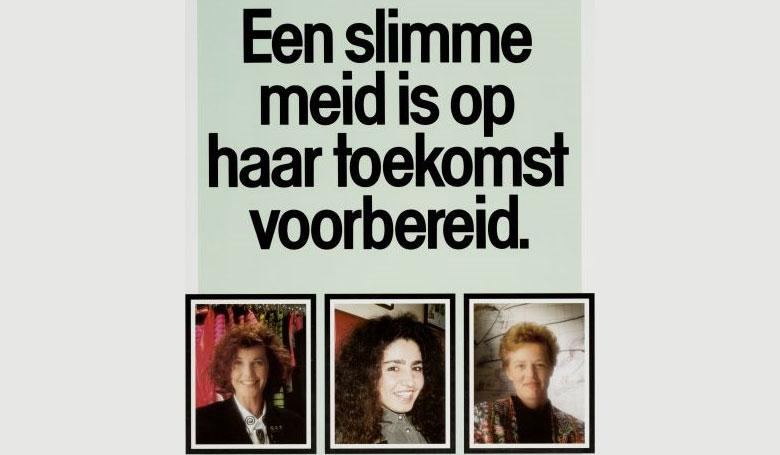 Een slimme
meid is op
haar toekomst
voorbereid.